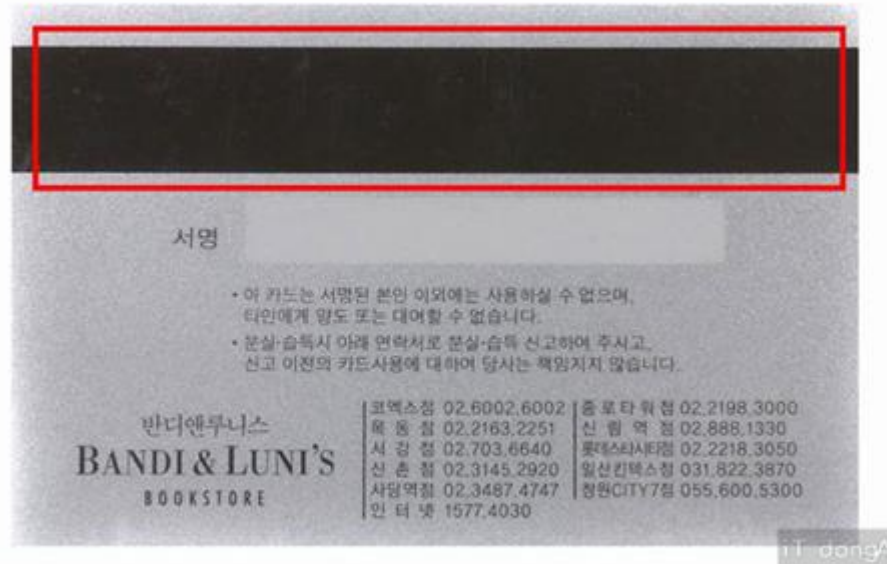 서명
• 이 카드는 서명된 본인 이외에는 사용하실 수 없으며,
타인에게 양도 또는 대여할 수 없습니다.
• 분실·습득시 아래 연락처로 분실·습득 신고하여 주시고,
신고 이전의 카드사용에 대하여 당사는 책임지지 않습니다.
반디앤루니스
BANDI & LUNI'S
BOOKSTORE
코엑스점 02.6002.6002
목동점 02.2163.2251
서강점 02.703.6640
신촌점 02.3145.2920
사당역점 02.3487.4747
인터넷 1577.4030
종로타워점 02.2198.3000
신림역점 02.888.1330
롯데스타시티점 02.2218.3050
일산킨텍스점 031.822.3870
창원CITY7점 055.600.5300
iT dongA